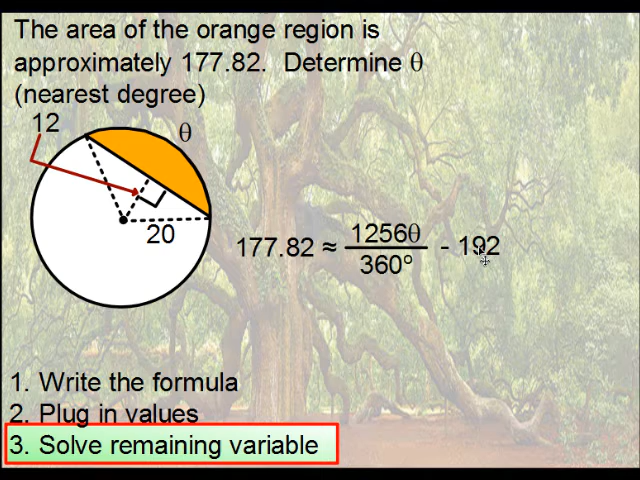 The area of the orange region is
approximately 177.82.  Determine θ
(nearest degree)
12
θ
20
177.82 ≈ 1256θ/360º - 192
1. Write the formula
2. Plug in values
3. Solve remaining variable